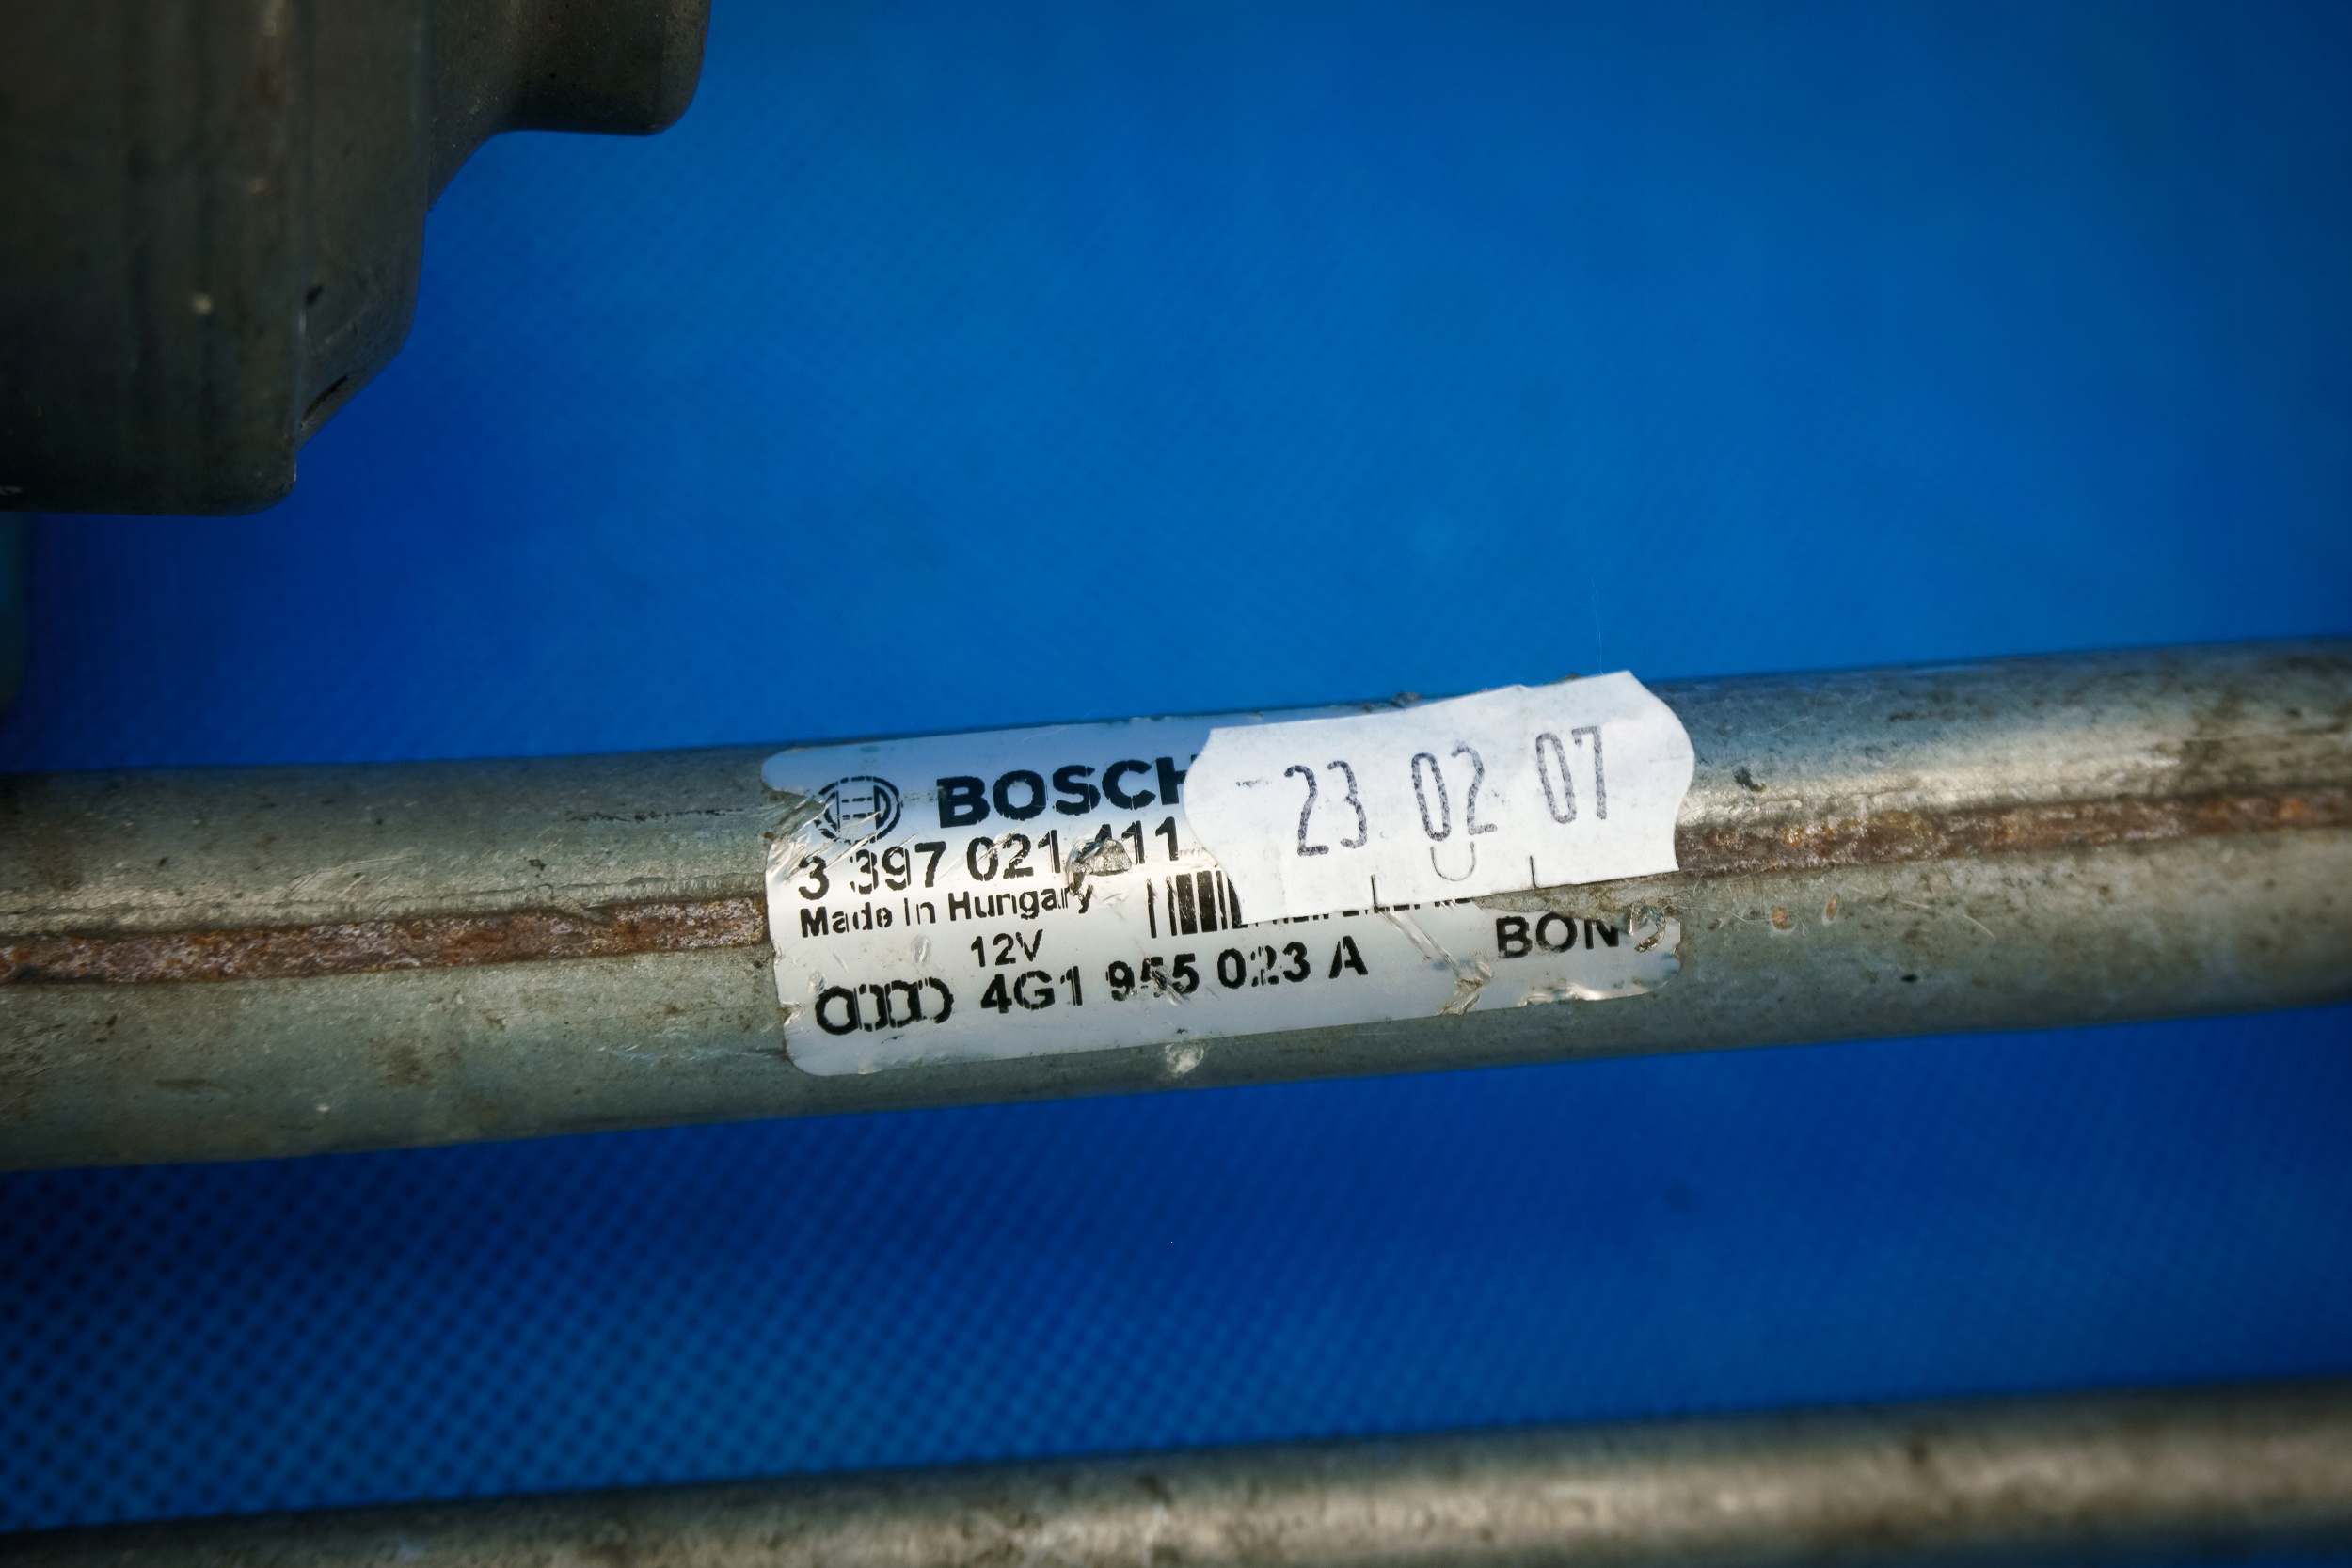 BOSCH
23 02 07
3 397 021 411
Made in Hungary
12V
BON
4G1 955 023 A